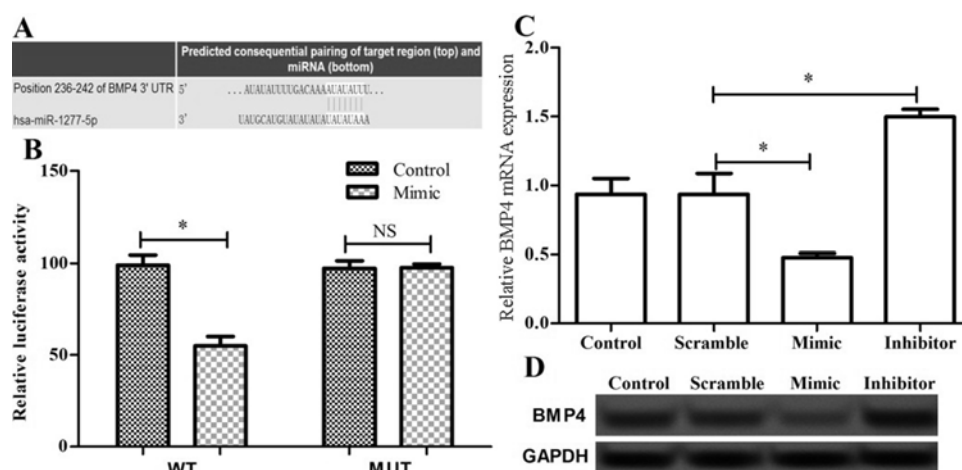 A
Predicted consequential pairing of target region (top) and
miRNA (bottom)
Position 236-242 of BMP4 3' UTR 5' ...AUAUAUUUGACAAAAUAUAUU...
hsa-miR-1277-5p 3' UAUGCAUGUAUAUAUAUAUAUAAA
B
150
100
50
0
Relative luciferase activity
Control
Mimic
*
NS
WT
MUT
C
2.0
1.5
1.0
0.5
0.0
Relative BMP4 mRNA expression
*
*
Control Scramble Mimic Inhibitor
D
Control Scramble Mimic Inhibitor
BMP4
GAPDH